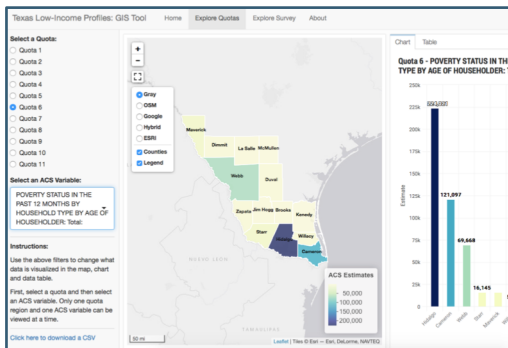 Texas Low-Income Profiles: GIS Tool
Home
Explore Quotas
Explore Survey
About
Select a Quota:
Quota 1
Quota 2
Quota 3
Quota 4
Quota 5
Quota 6
Quota 7
Quota 8
Quota 9
Quota 10
Quota 11
Select an ACS Variable:
POVERTY STATUS IN THE
PAST 12 MONTHS BY
HOUSEHOLD TYPE BY AGE OF
HOUSEHOLDER: Total:
Instructions:
Use the above filters to change what
data is visualized in the map, chart
and data table.
First, select a quota and then select
an ACS variable. Only one quota
region and one ACS variable can be
viewed at a time.
Click here to download a CSV
+
-
Gray
OSM
Google
Hybrid
ESRI
Counties
Legend
Maverick
Dimmit
La Salle
McMullen
Webb
Duval
Zapata
Jim Hogg
Brooks
Kenedy
Starr
Willacy
Cameron
NUEVO LEÓN
TAMAULIPAS
ACS Estimates
50,000
100,000
150,000
200,000
50 mi
Leaflet | Tiles © Esri — Esri, DeLorme, NAVTEQ
Chart
Table
Quota 6 - POVERTY STATUS IN THE
TYPE BY AGE OF HOUSEHOLDER:
Estimate
250k
225k
200k
175k
150k
125k
100k
75k
50k
25k
0
121,097
69,668
16,145
Hidalgo
Cameron
Webb
Starr
Maverick